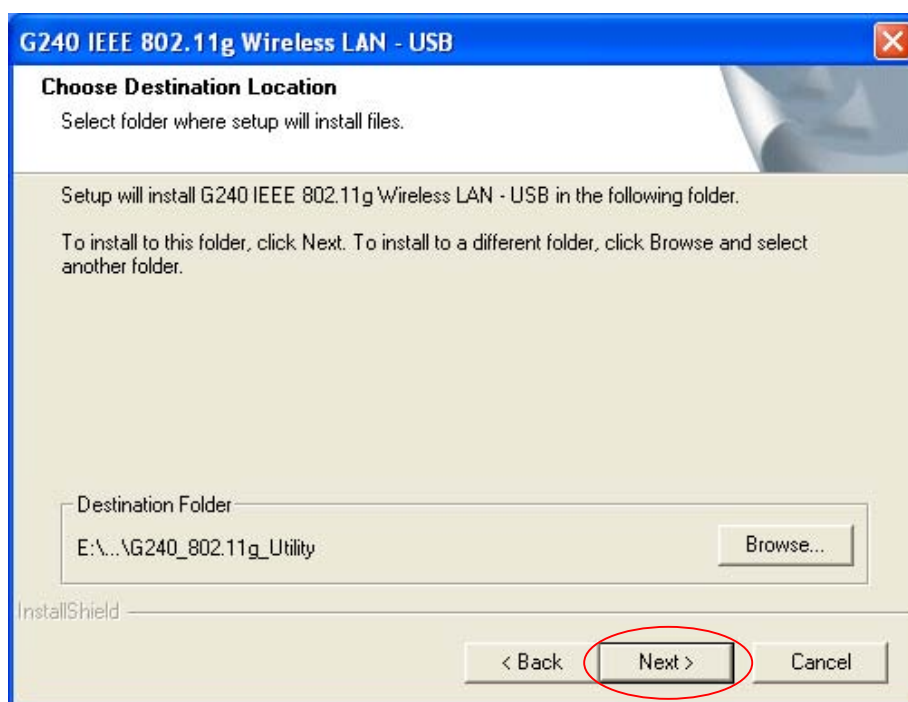 G240 IEEE 802.11g Wireless LAN - USB
Choose Destination Location
Select folder where setup will install files.
Setup will install G240 IEEE 802.11g Wireless LAN - USB in the following folder.
To install to this folder, click Next. To install to a different folder, click Browse and select
another folder.
Destination Folder
E:\...\G240_802.11g_Utility
Browse...
InstallShield
< Back
Next >
Cancel